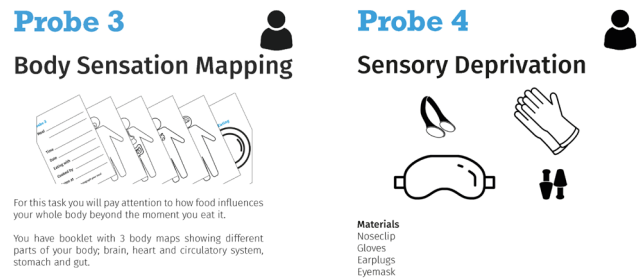 Probe 3
Body Sensation Mapping
For this task you will pay attention to how food influences
your whole body beyond the moment you eat it.
You have booklet with 3 body maps showing different
parts of your body; brain, heart and circulatory system,
stomach and gut.
Probe 4
Sensory Deprivation
Materials
Noseclip
Gloves
Earplugs
Eyemask